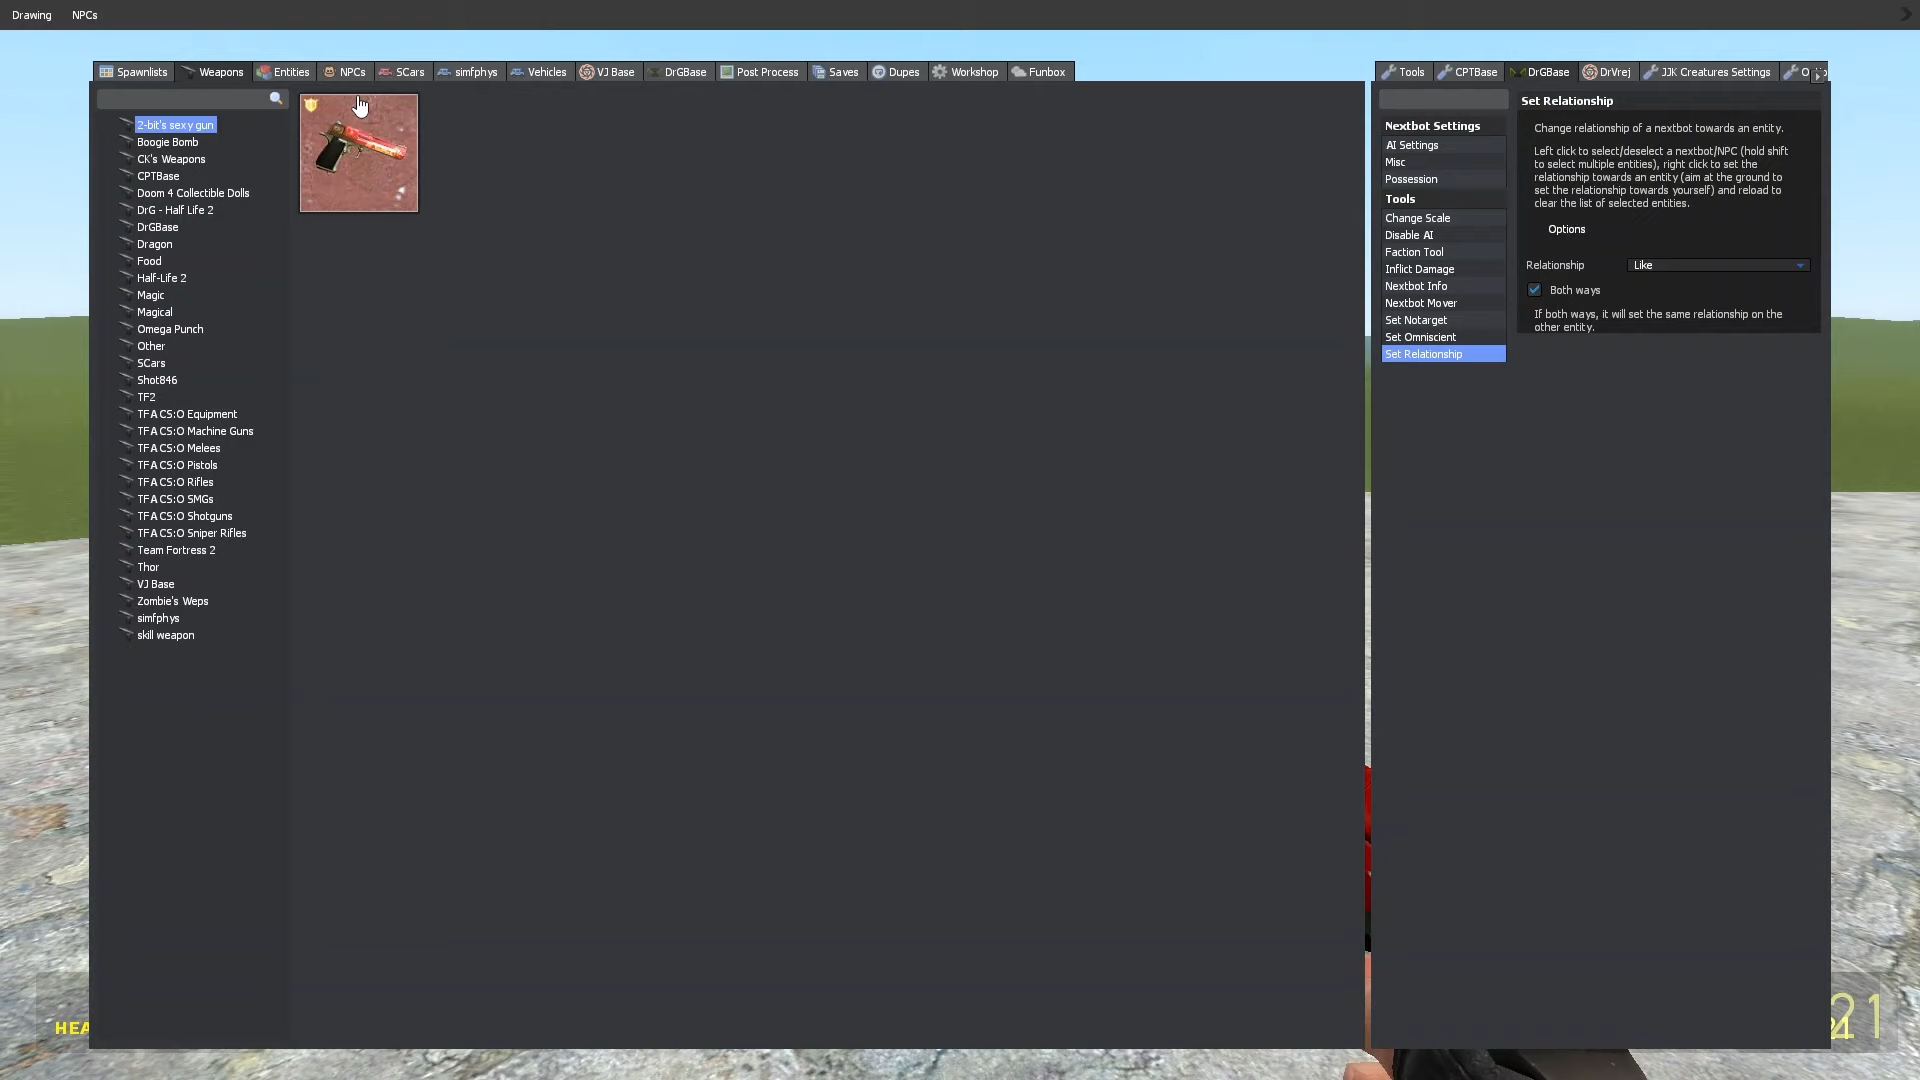 Drawing NPCs
Spawnlists Weapons Entities NPCs SCars simfphys Vehicles VJ Base DrGBase Post Process Saves Dupes Workshop Funbox
2-bit's sexy gun
Boogie Bomb
CK's Weapons
CPTBase
Doom 4 Collectible Dolls
DrG - Half Life 2
DrGBase
Dragon
Food
Half-Life 2
Magic
Magical
Omega Punch
Other
SCars
Shot846
TF2
TFA CS:O Equipment
TFA CS:O Machine Guns
TFA CS:O Melees
TFA CS:O Pistols
TFA CS:O Rifles
TFA CS:O SMGs
TFA CS:O Shotguns
TFA CS:O Sniper Rifles
Team Fortress 2
Thor
VJ Base
Zombie's Weps
simfphys
skill weapon
Tools CPTBase DrGBase DrVrej JJK Creatures Settings
Nextbot Settings
AI Settings
Misc
Possession
Tools
Change Scale
Disable AI
Faction Tool
Inflict Damage
Nextbot Info
Nextbot Mover
Set Notarget
Set Omniscient
Set Relationship
Set Relationship
Change relationship of a nextbot towards an entity.
Left click to select/deselect a nextbot/NPC (hold shift
to select multiple entities), right click to set the
relationship towards an entity (aim at the ground to
set the relationship towards yourself) and reload to
clear the list of selected entities.
Options
Relationship Like
Both ways
If both ways, it will set the same relationship on the
other entity.
HEA